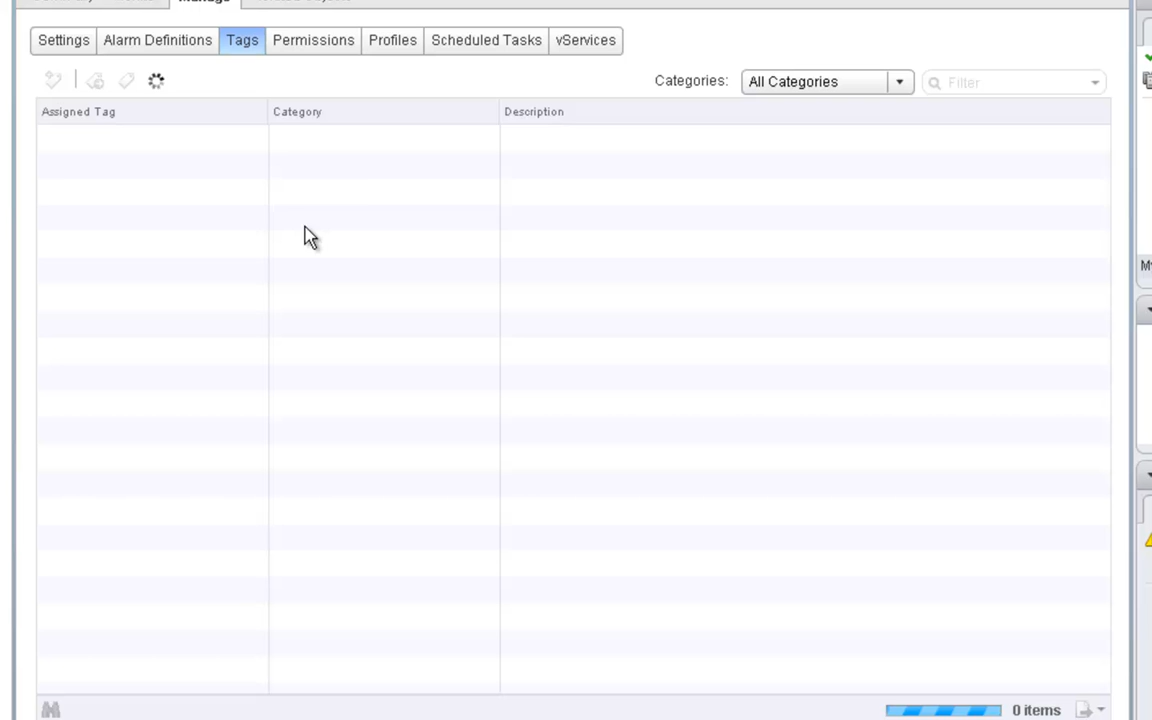 Manage
Settings Alarm Definitions Tags Permissions Profiles Scheduled Tasks vServices
Categories: All Categories Filter
Assigned Tag Category Description
0 items